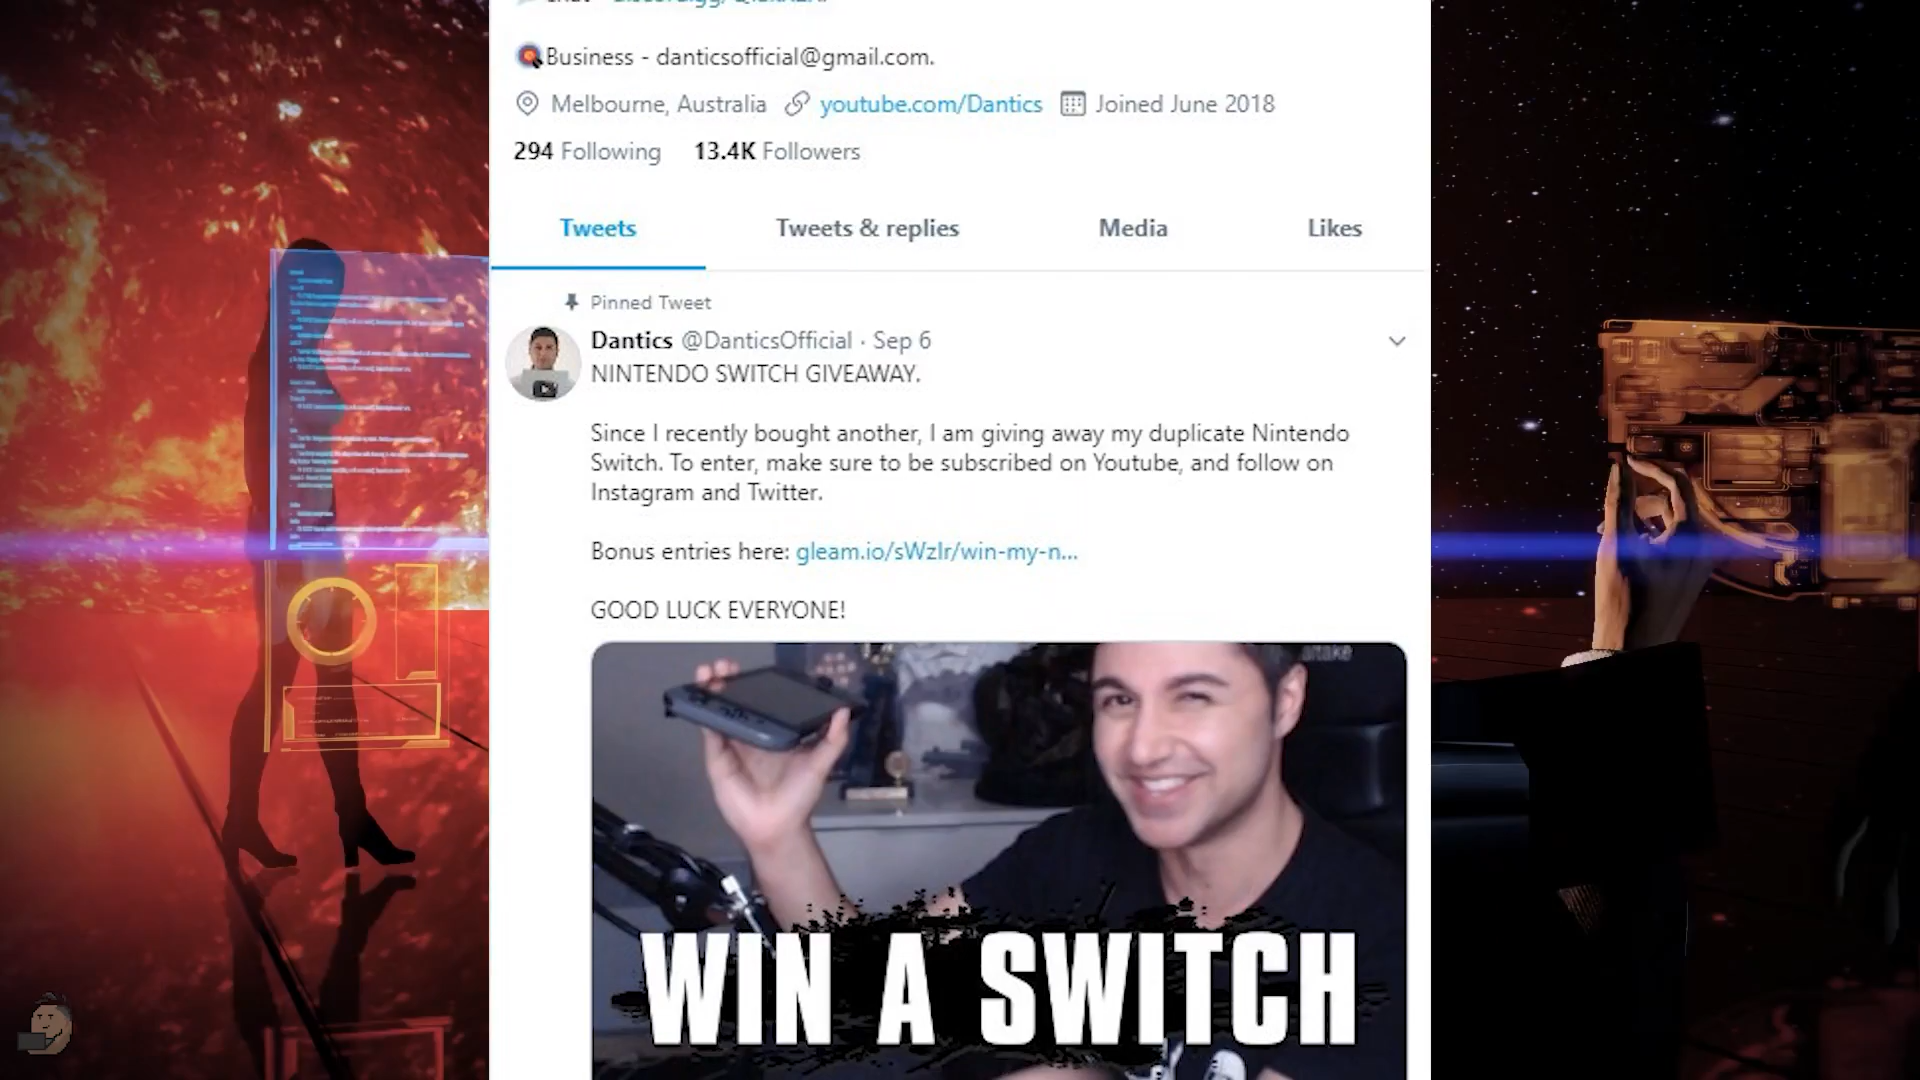 Business - danticsofficial@gmail.com.
Melbourne, Australia youtube.com/Dantics Joined June 2018
294 Following 13.4K Followers
Tweets Tweets & replies Media Likes
Pinned Tweet
Dantics @DanticsOfficial · Sep 6
NINTENDO SWITCH GIVEAWAY.
Since I recently bought another, I am giving away my duplicate Nintendo
Switch. To enter, make sure to be subscribed on Youtube, and follow on
Instagram and Twitter.
Bonus entries here: gleam.io/sWzIr/win-my-n...
GOOD LUCK EVERYONE!
WIN A SWITCH